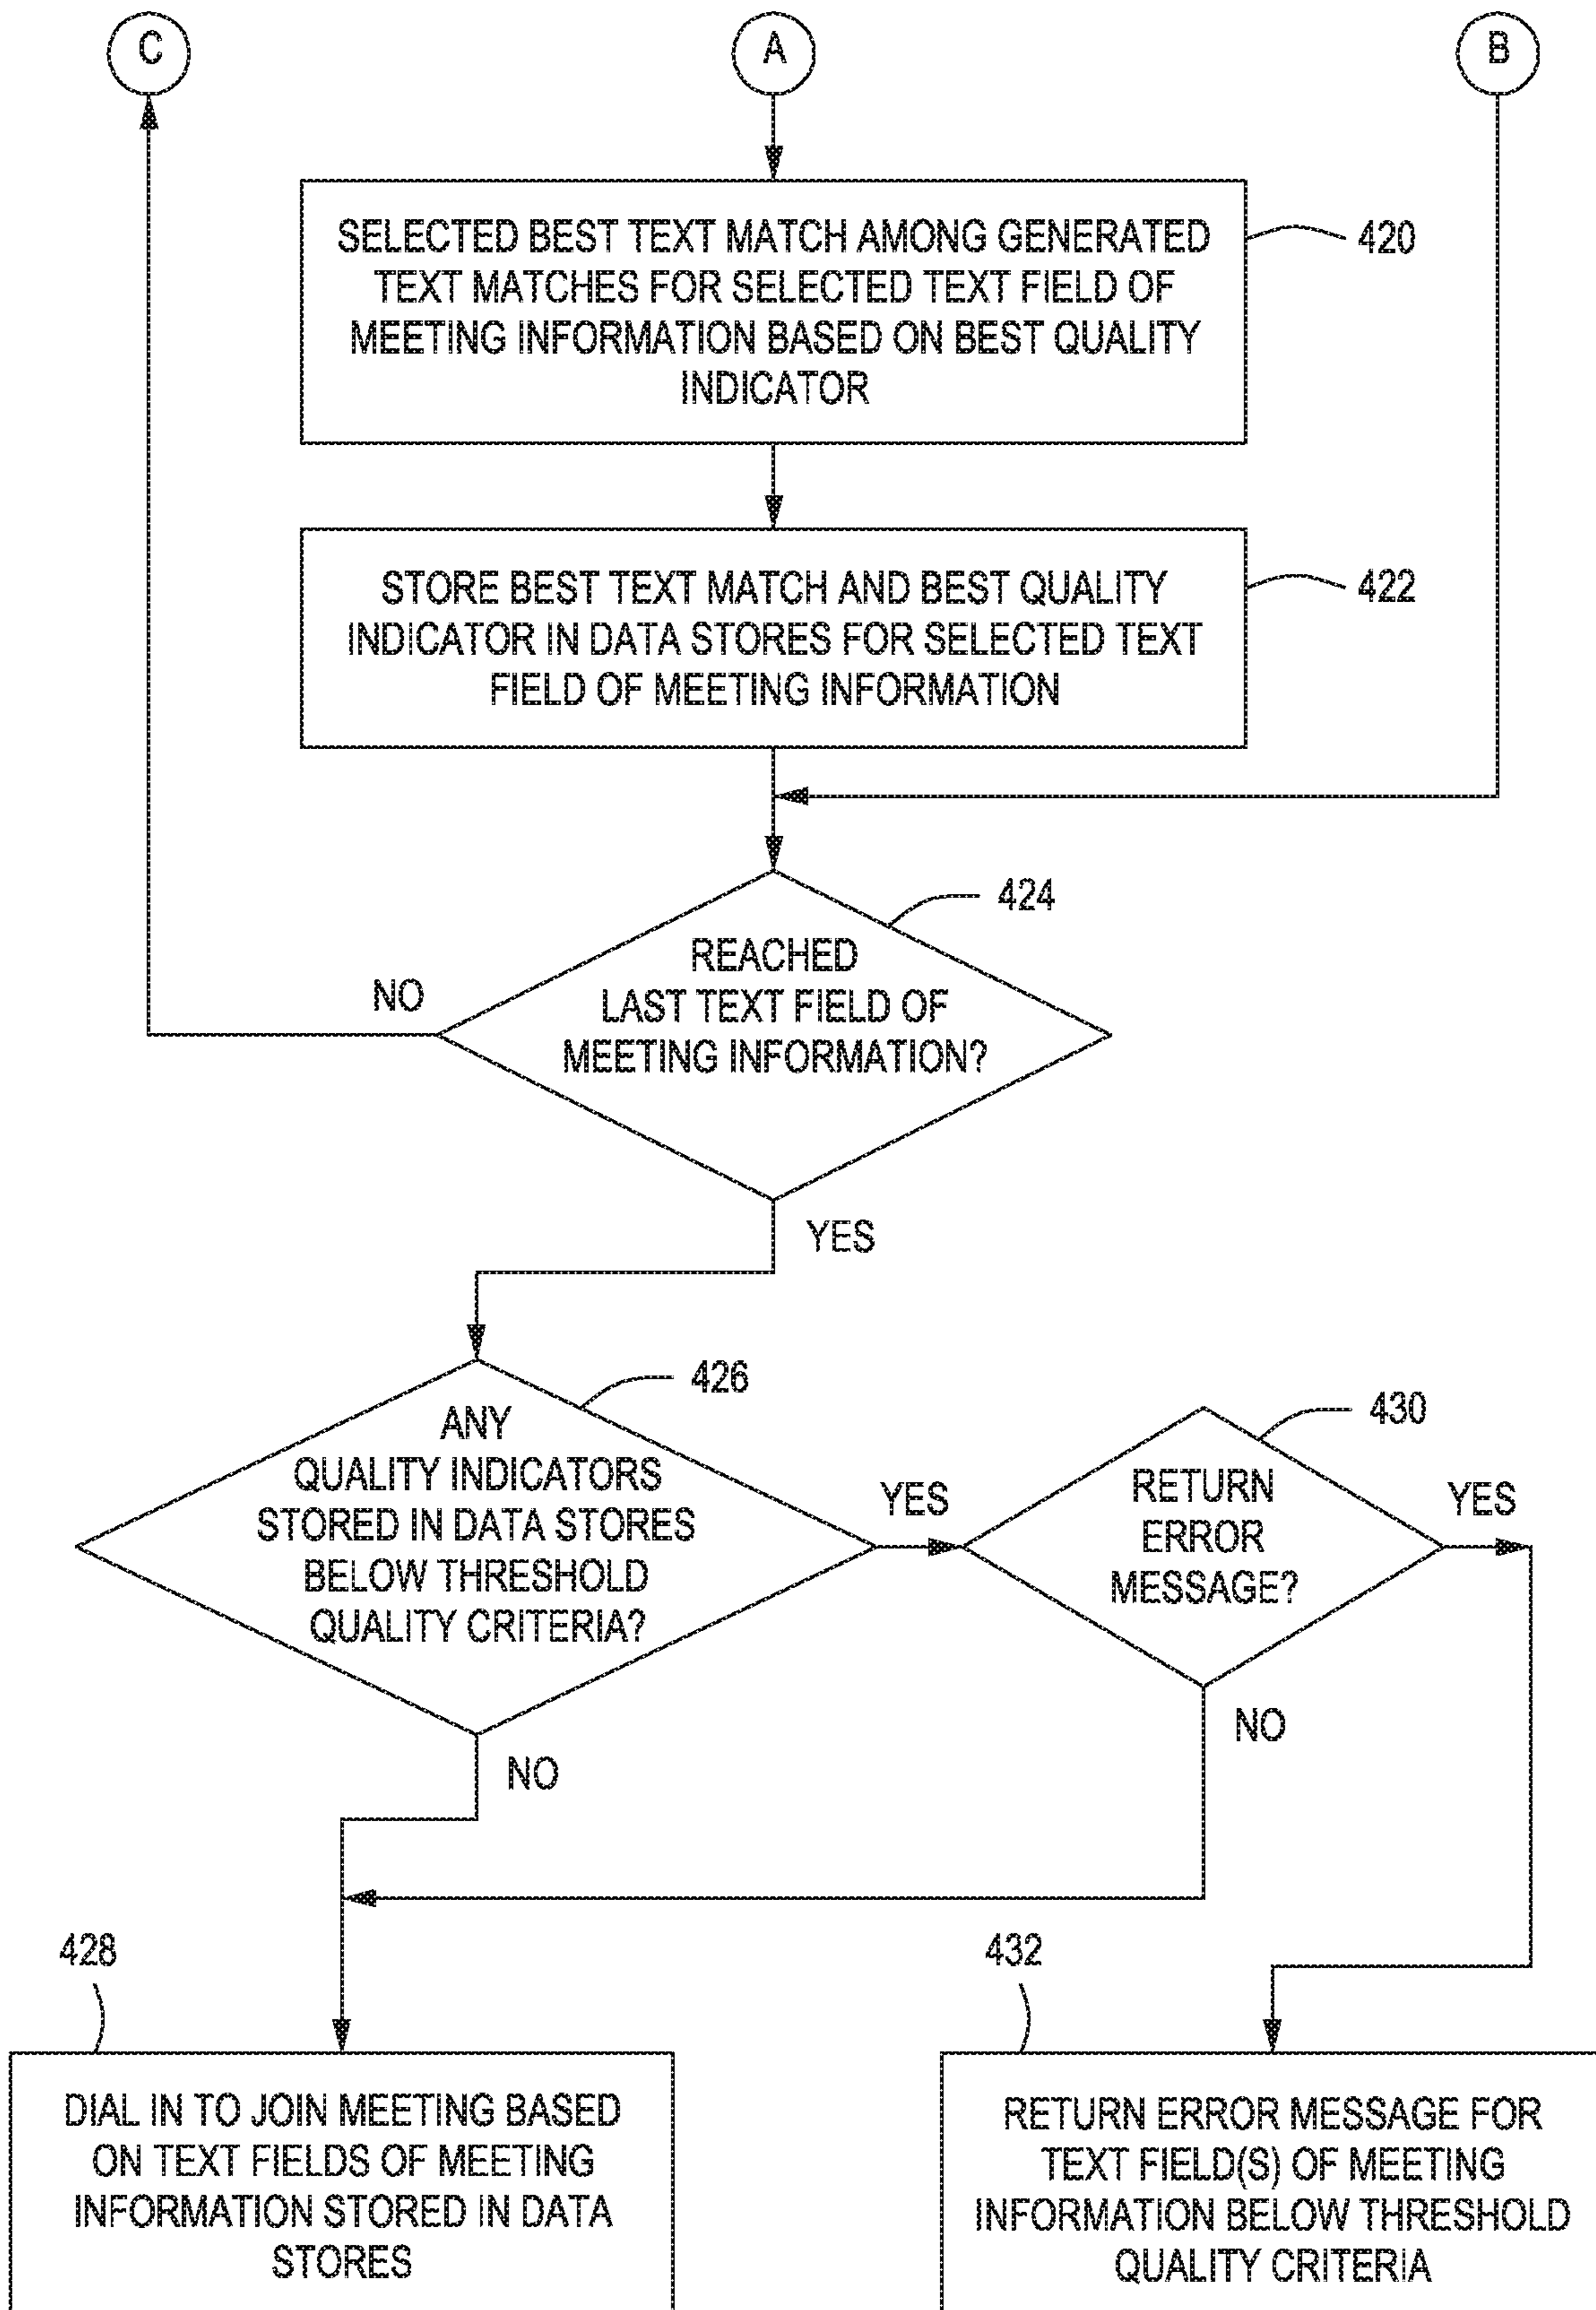 C
A
B
SELECTED BEST TEXT MATCH AMONG GENERATED
TEXT MATCHES FOR SELECTED TEXT FIELD OF
MEETING INFORMATION BASED ON BEST QUALITY
INDICATOR
420
STORE BEST TEXT MATCH AND BEST QUALITY
INDICATOR IN DATA STORES FOR SELECTED TEXT
FIELD OF MEETING INFORMATION
422
424
REACHED
LAST TEXT FIELD OF
MEETING INFORMATION?
NO
YES
426
ANY
QUALITY INDICATORS
STORED IN DATA STORES
BELOW THRESHOLD
QUALITY CRITERIA?
YES
NO
430
RETURN
ERROR
MESSAGE?
YES
NO
428
DIAL IN TO JOIN MEETING BASED
ON TEXT FIELDS OF MEETING
INFORMATION STORED IN DATA
STORES
432
RETURN ERROR MESSAGE FOR
TEXT FIELD(S) OF MEETING
INFORMATION BELOW THRESHOLD
QUALITY CRITERIA